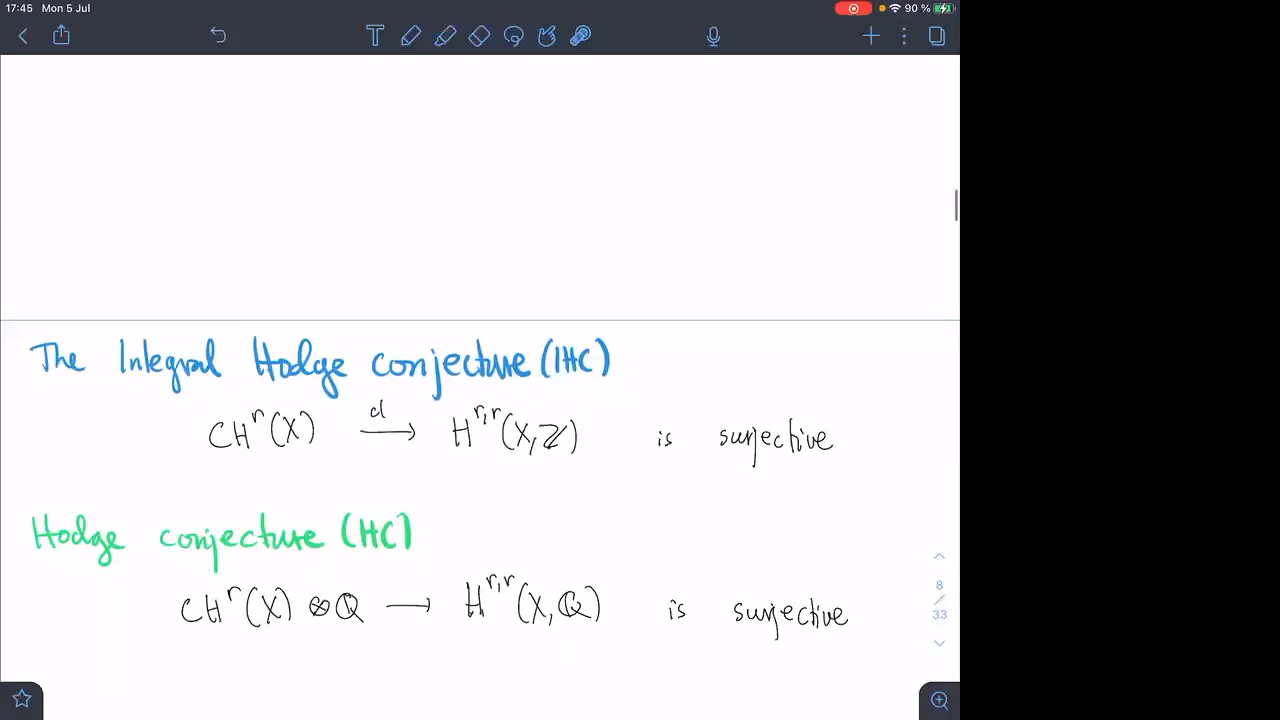 17:45 Mon 5 Jul 90 %
The Integral Hodge conjecture (IHC)
CH^r(X) \xrightarrow{cl} H^{r,r}(X,ℤ) is surjective
Hodge conjecture (HC)
CH^r(X) ⊗ ℚ ⟶ H^{r,r}(X,ℚ) is surjective
8
/
33